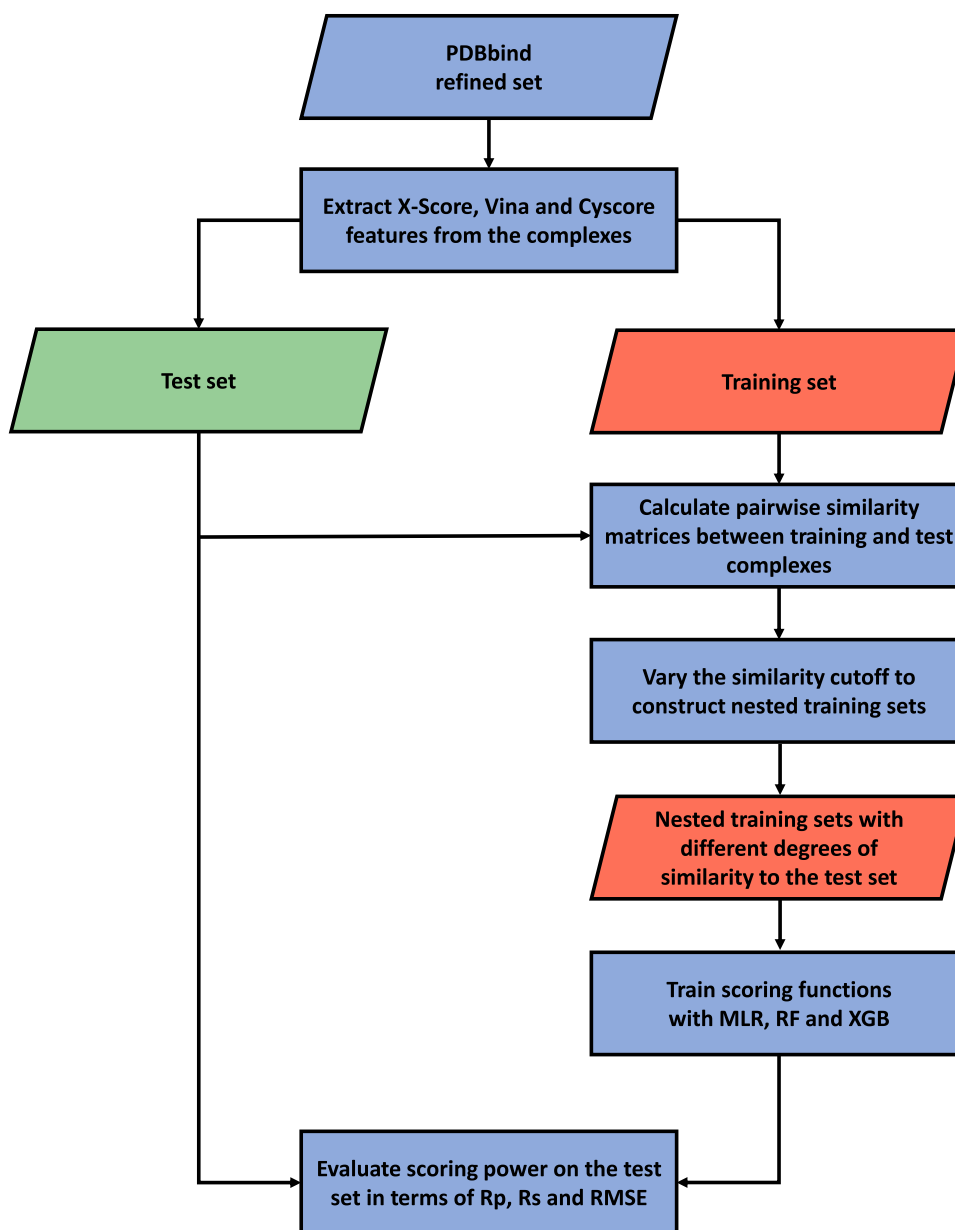 PDBbind
refined set
Extract X-Score, Vina and Cyscore
features from the complexes
Test set
Training set
Calculate pairwise similarity
matrices between training and test
complexes
Vary the similarity cutoff to
construct nested training sets
Nested training sets with
different degrees of
similarity to the test set
Train scoring functions
with MLR, RF and XGB
Evaluate scoring power on the test
set in terms of Rp, Rs and RMSE